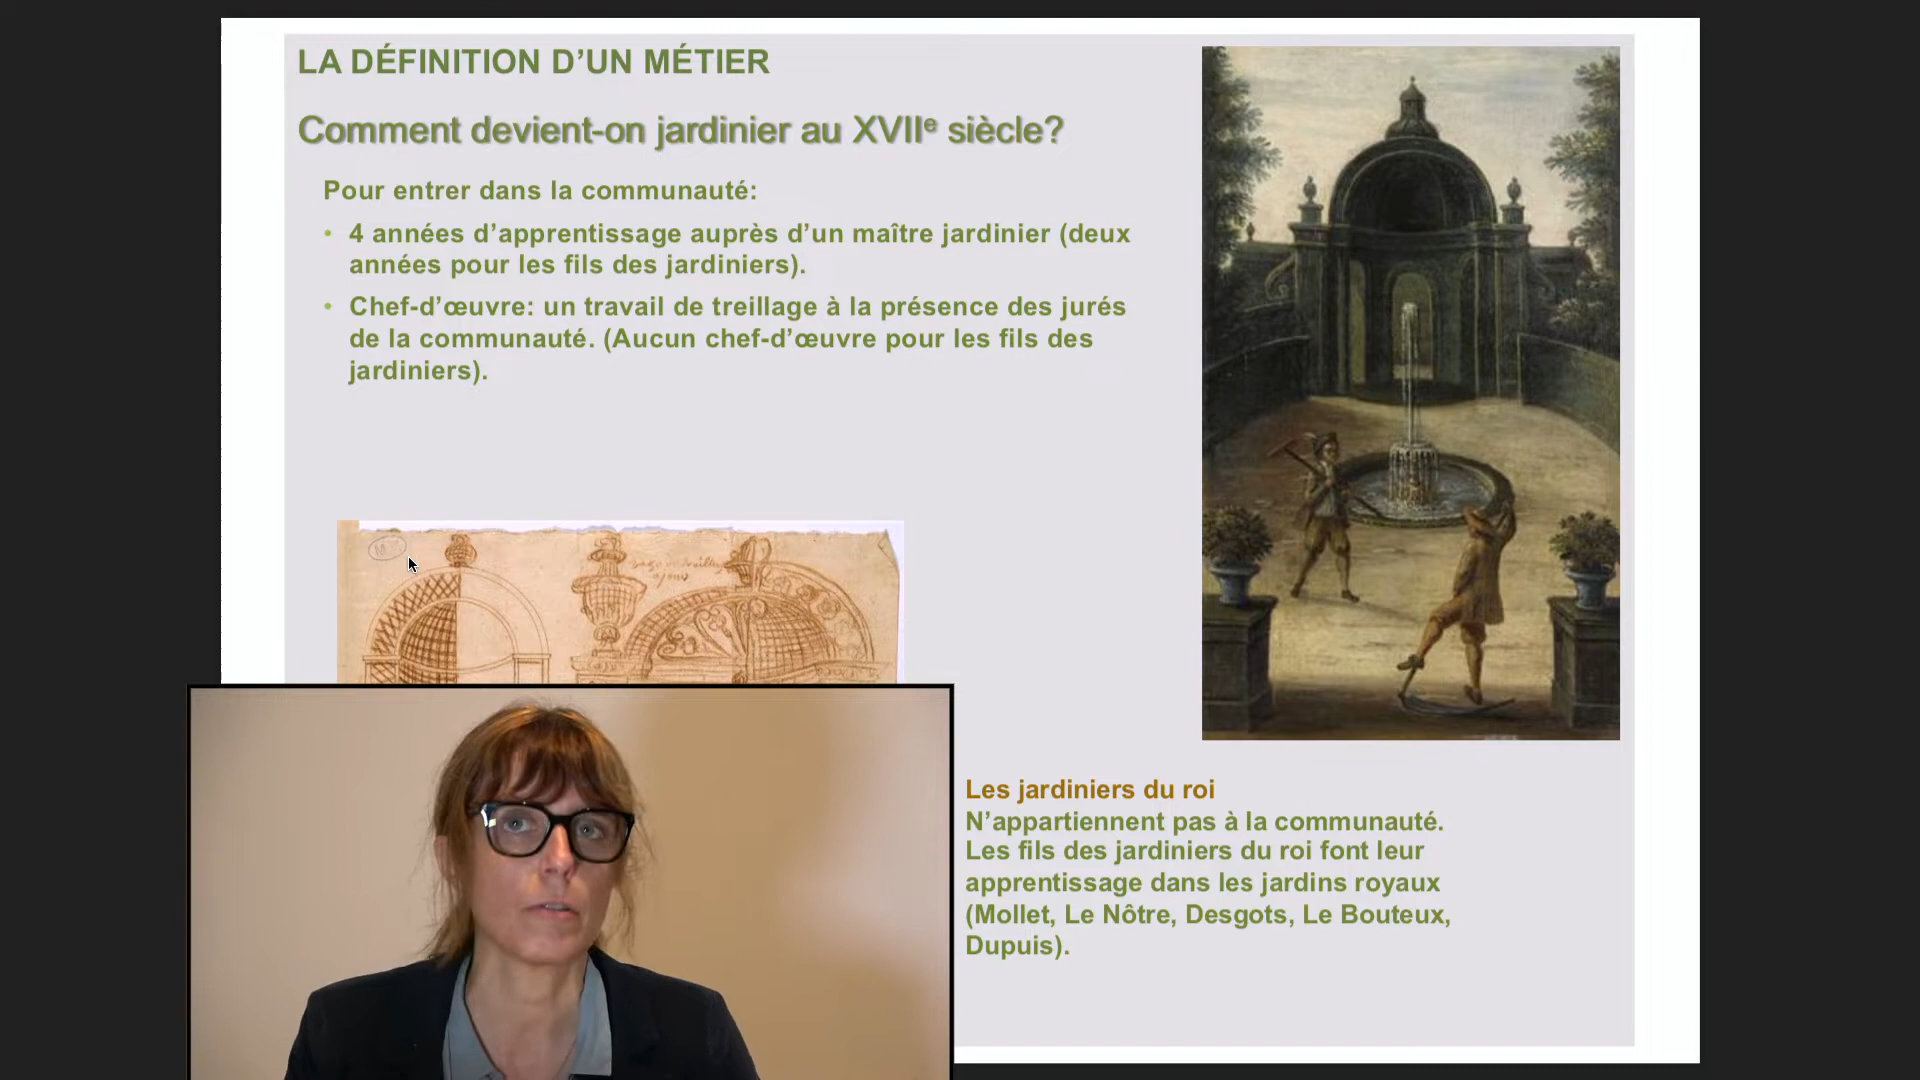 LA DÉFINITION D’UN MÉTIER
Comment devient-on jardinier au XVIIe siècle?
Pour entrer dans la communauté:
• 4 années d’apprentissage auprès d’un maître jardinier (deux
années pour les fils des jardiniers).
• Chef-d’œuvre: un travail de treillage à la présence des jurés
de la communauté. (Aucun chef-d’œuvre pour les fils des
jardiniers).
Les jardiniers du roi
N’appartiennent pas à la communauté.
Les fils des jardiniers du roi font leur
apprentissage dans les jardins royaux
(Mollet, Le Nôtre, Desgots, Le Bouteux,
Dupuis).